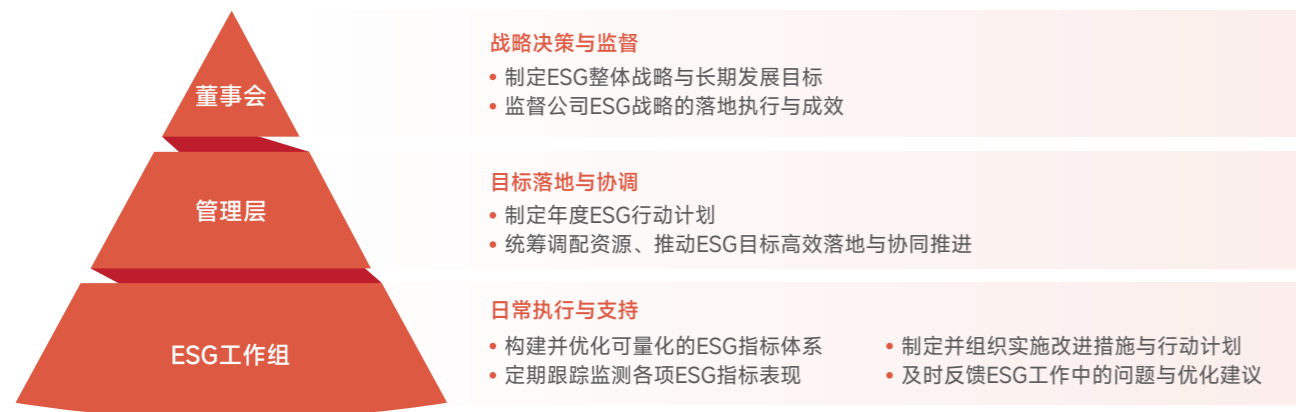 董事会
战略决策与监督
• 制定ESG整体战略与长期发展目标
• 监督公司ESG战略的落地执行与成效
管理层
目标落地与协调
• 制定年度ESG行动计划
• 统筹调配资源、推动ESG目标高效落地与协同推进
ESG工作组
日常执行与支持
• 构建并优化可量化的ESG指标体系
• 定期跟踪监测各项ESG指标表现
• 制定并组织实施改进措施与行动计划
• 及时反馈ESG工作中的问题与优化建议